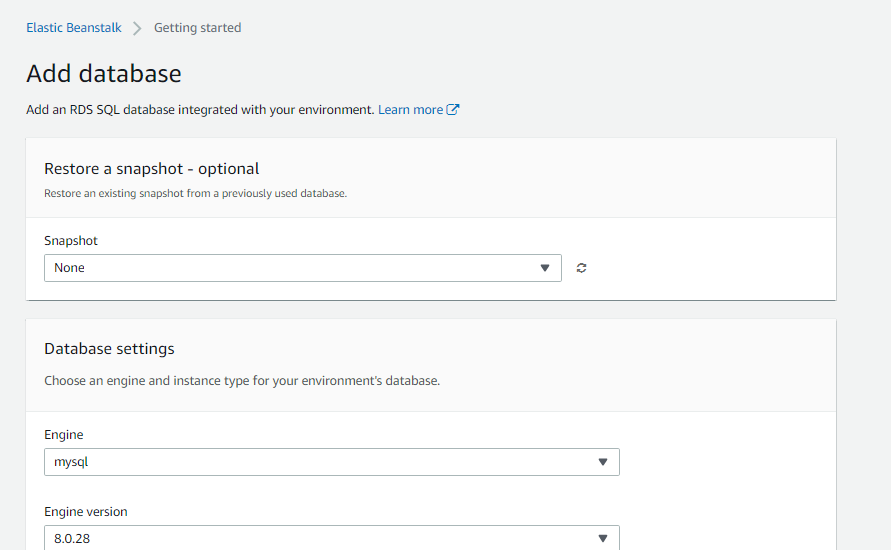 Elastic Beanstalk > Getting started
Add database
Add an RDS SQL database integrated with your environment. Learn more
Restore a snapshot - optional
Restore an existing snapshot from a previously used database.
Snapshot
None
Database settings
Choose an engine and instance type for your environment's database.
Engine
mysql
Engine version
8.0.28